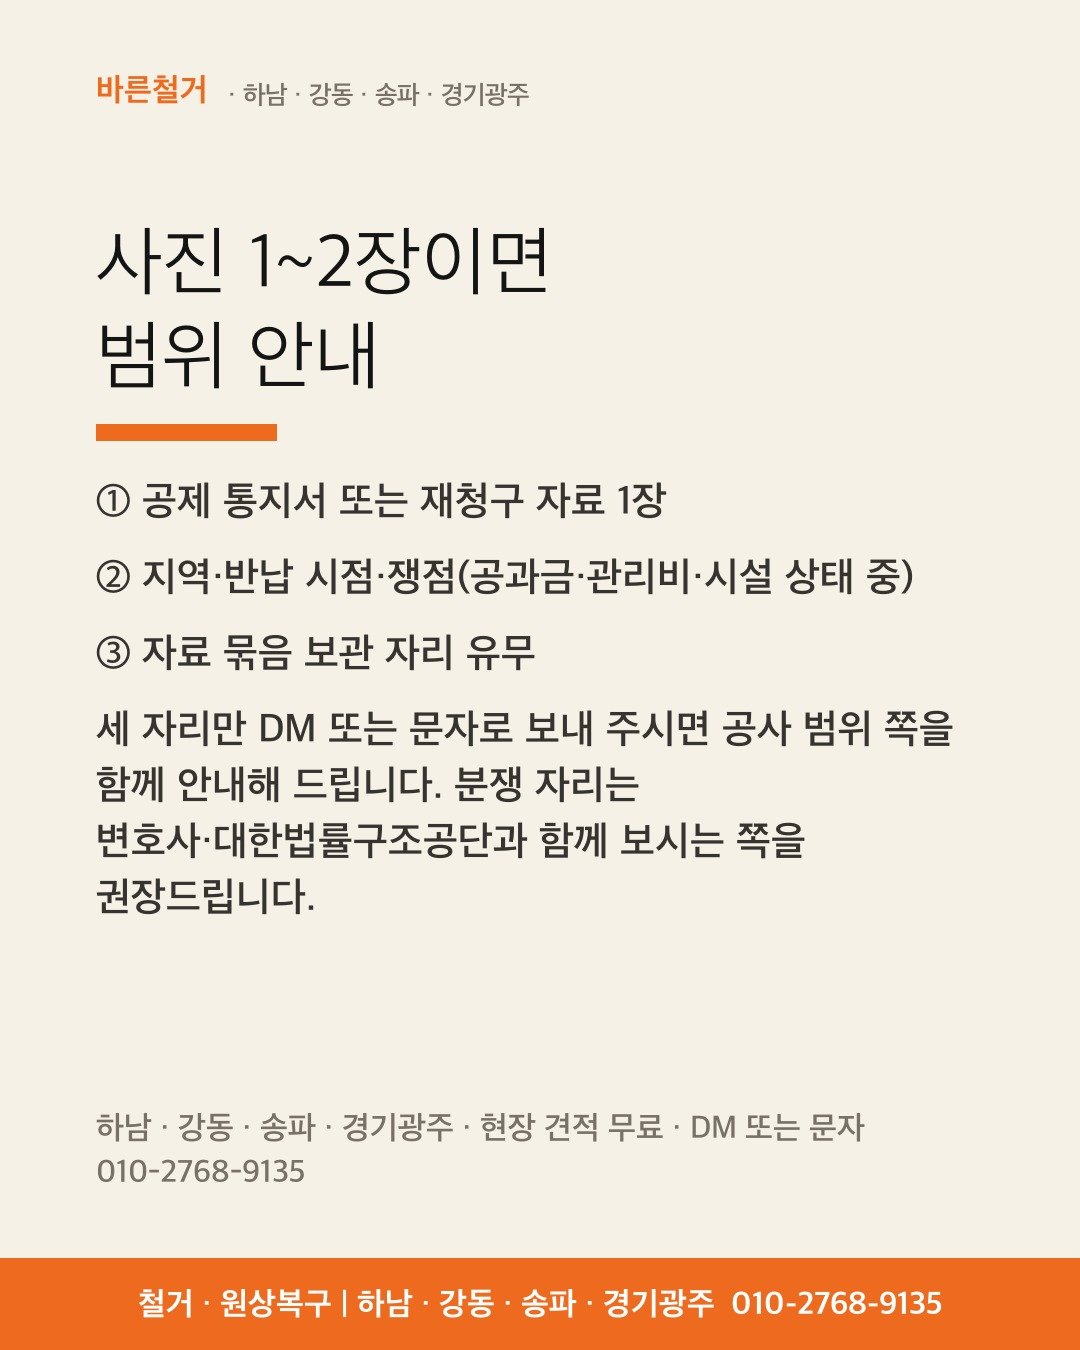 바른철거 · 하남 · 강동 · 송파 · 경기광주
사진 1~2장이면
범위 안내
① 공제 통지서 또는 재청구 자료 1장
② 지역·반납 시점·쟁점(공과금·관리비·시설 상태 중)
③ 자료 묶음 보관 자리 유무
세 자리만 DM 또는 문자로 보내 주시면 공사 범위 쪽을
함께 안내해 드립니다. 분쟁 자리는
변호사·대한법률구조공단과 함께 보시는 쪽을
권장드립니다.
하남 · 강동 · 송파 · 경기광주 · 현장 견적 무료 · DM 또는 문자
010-2768-9135
철거 · 원상복구 | 하남 · 강동 · 송파 · 경기광주 010-2768-9135